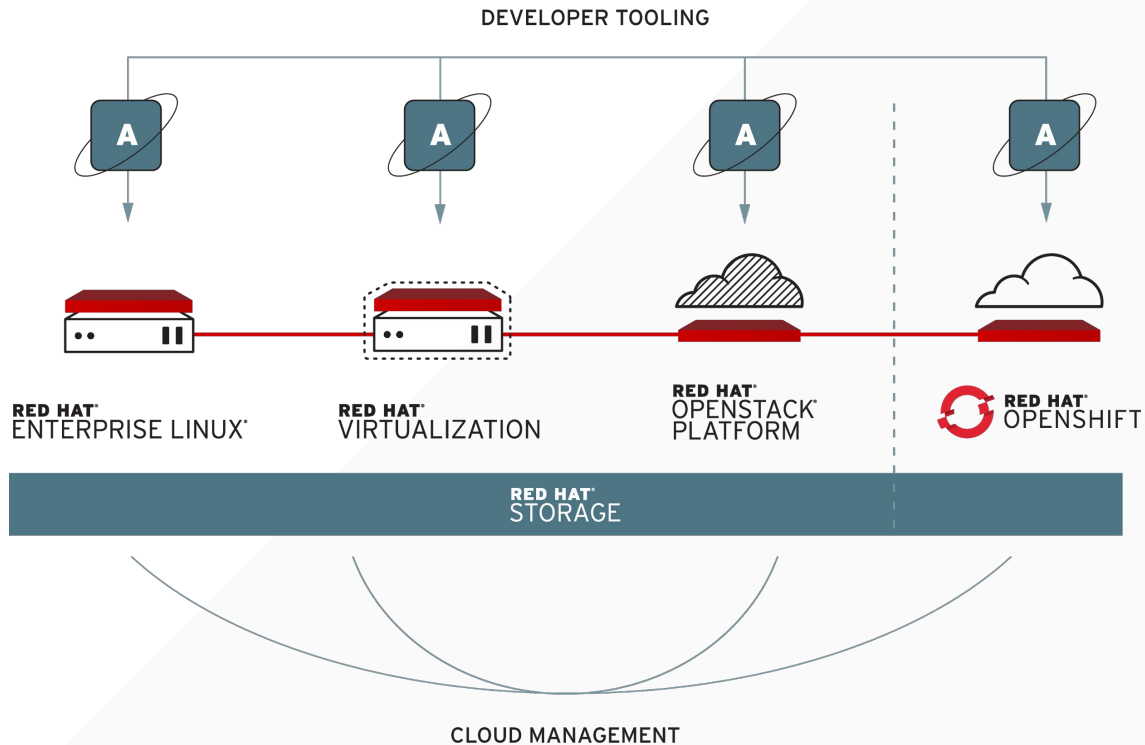 DEVELOPER TOOLING
A
A
A
A
RED HAT®
ENTERPRISE LINUX®
RED HAT®
VIRTUALIZATION
RED HAT®
OPENSTACK®
PLATFORM
RED HAT®
OPENSHIFT
RED HAT®
STORAGE
CLOUD MANAGEMENT